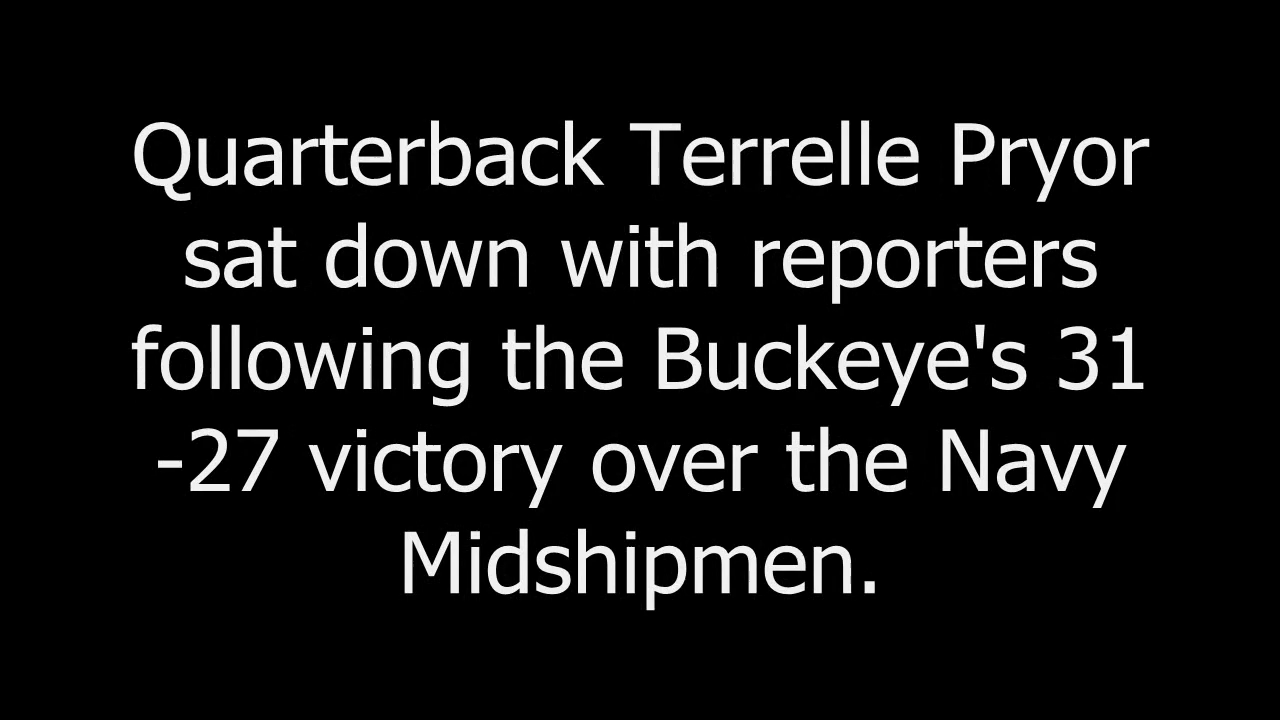 Quarterback Terrelle Pryor
sat down with reporters
following the Buckeye's 31
-27 victory over the Navy
Midshipmen.